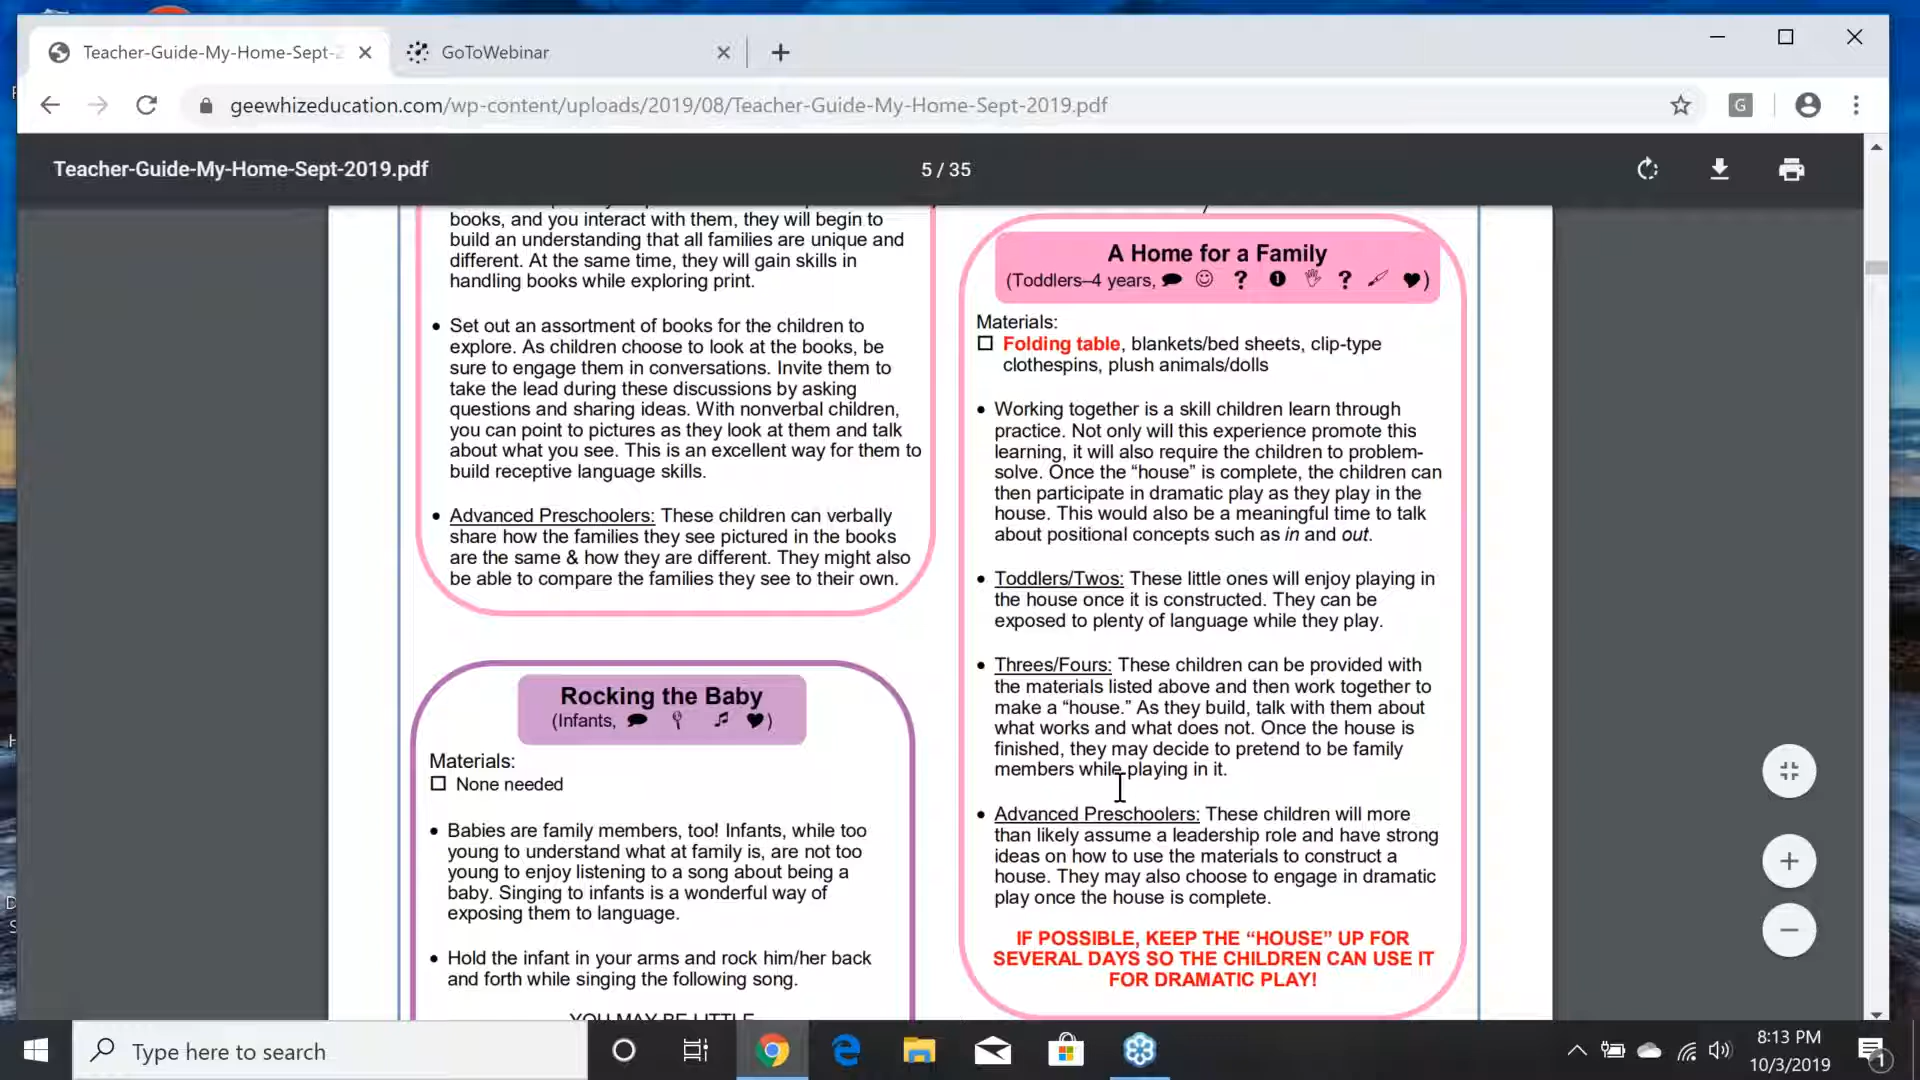 Teacher-Guide-My-Home-Sept-2
GoToWebinar
geewhizeducation.com/wp-content/uploads/2019/08/Teacher-Guide-My-Home-Sept-2019.pdf
G
Teacher-Guide-My-Home-Sept-2019.pdf
5 / 35
books, and you interact with them, they will begin to
build an understanding that all families are unique and
different. At the same time, they will gain skills in
handling books while exploring print.
• Set out an assortment of books for the children to
explore. As children choose to look at the books, be
sure to engage them in conversations. Invite them to
take the lead during these discussions by asking
questions and sharing ideas. With nonverbal children,
you can point to pictures as they look at them and talk
about what you see. This is an excellent way for them to
build receptive language skills.
• Advanced Preschoolers: These children can verbally
share how the families they see pictured in the books
are the same & how they are different. They might also
be able to compare the families they see to their own.
Rocking the Baby
(Infants, )
Materials:
None needed
• Babies are family members, too! Infants, while too
young to understand what at family is, are not too
young to enjoy listening to a song about being a
baby. Singing to infants is a wonderful way of
exposing them to language.
• Hold the infant in your arms and rock him/her back
and forth while singing the following song.
YOU MAY BE LITTLE
A Home for a Family
(Toddlers–4 years, ? 1 ? )
Materials:
Folding table, blankets/bed sheets, clip-type
clothespins, plush animals/dolls
• Working together is a skill children learn through
practice. Not only will this experience promote this
learning, it will also require the children to problem-
solve. Once the “house” is complete, the children can
then participate in dramatic play as they play in the
house. This would also be a meaningful time to talk
about positional concepts such as in and out.
• Toddlers/Twos: These little ones will enjoy playing in
the house once it is constructed. They can be
exposed to plenty of language while they play.
• Threes/Fours: These children can be provided with
the materials listed above and then work together to
make a “house.” As they build, talk with them about
what works and what does not. Once the house is
finished, they may decide to pretend to be family
members while playing in it.
• Advanced Preschoolers: These children will more
than likely assume a leadership role and have strong
ideas on how to use the materials to construct a
house. They may also choose to engage in dramatic
play once the house is complete.
IF POSSIBLE, KEEP THE “HOUSE” UP FOR
SEVERAL DAYS SO THE CHILDREN CAN USE IT
FOR DRAMATIC PLAY!
Type here to search
8:13 PM
10/3/2019
1